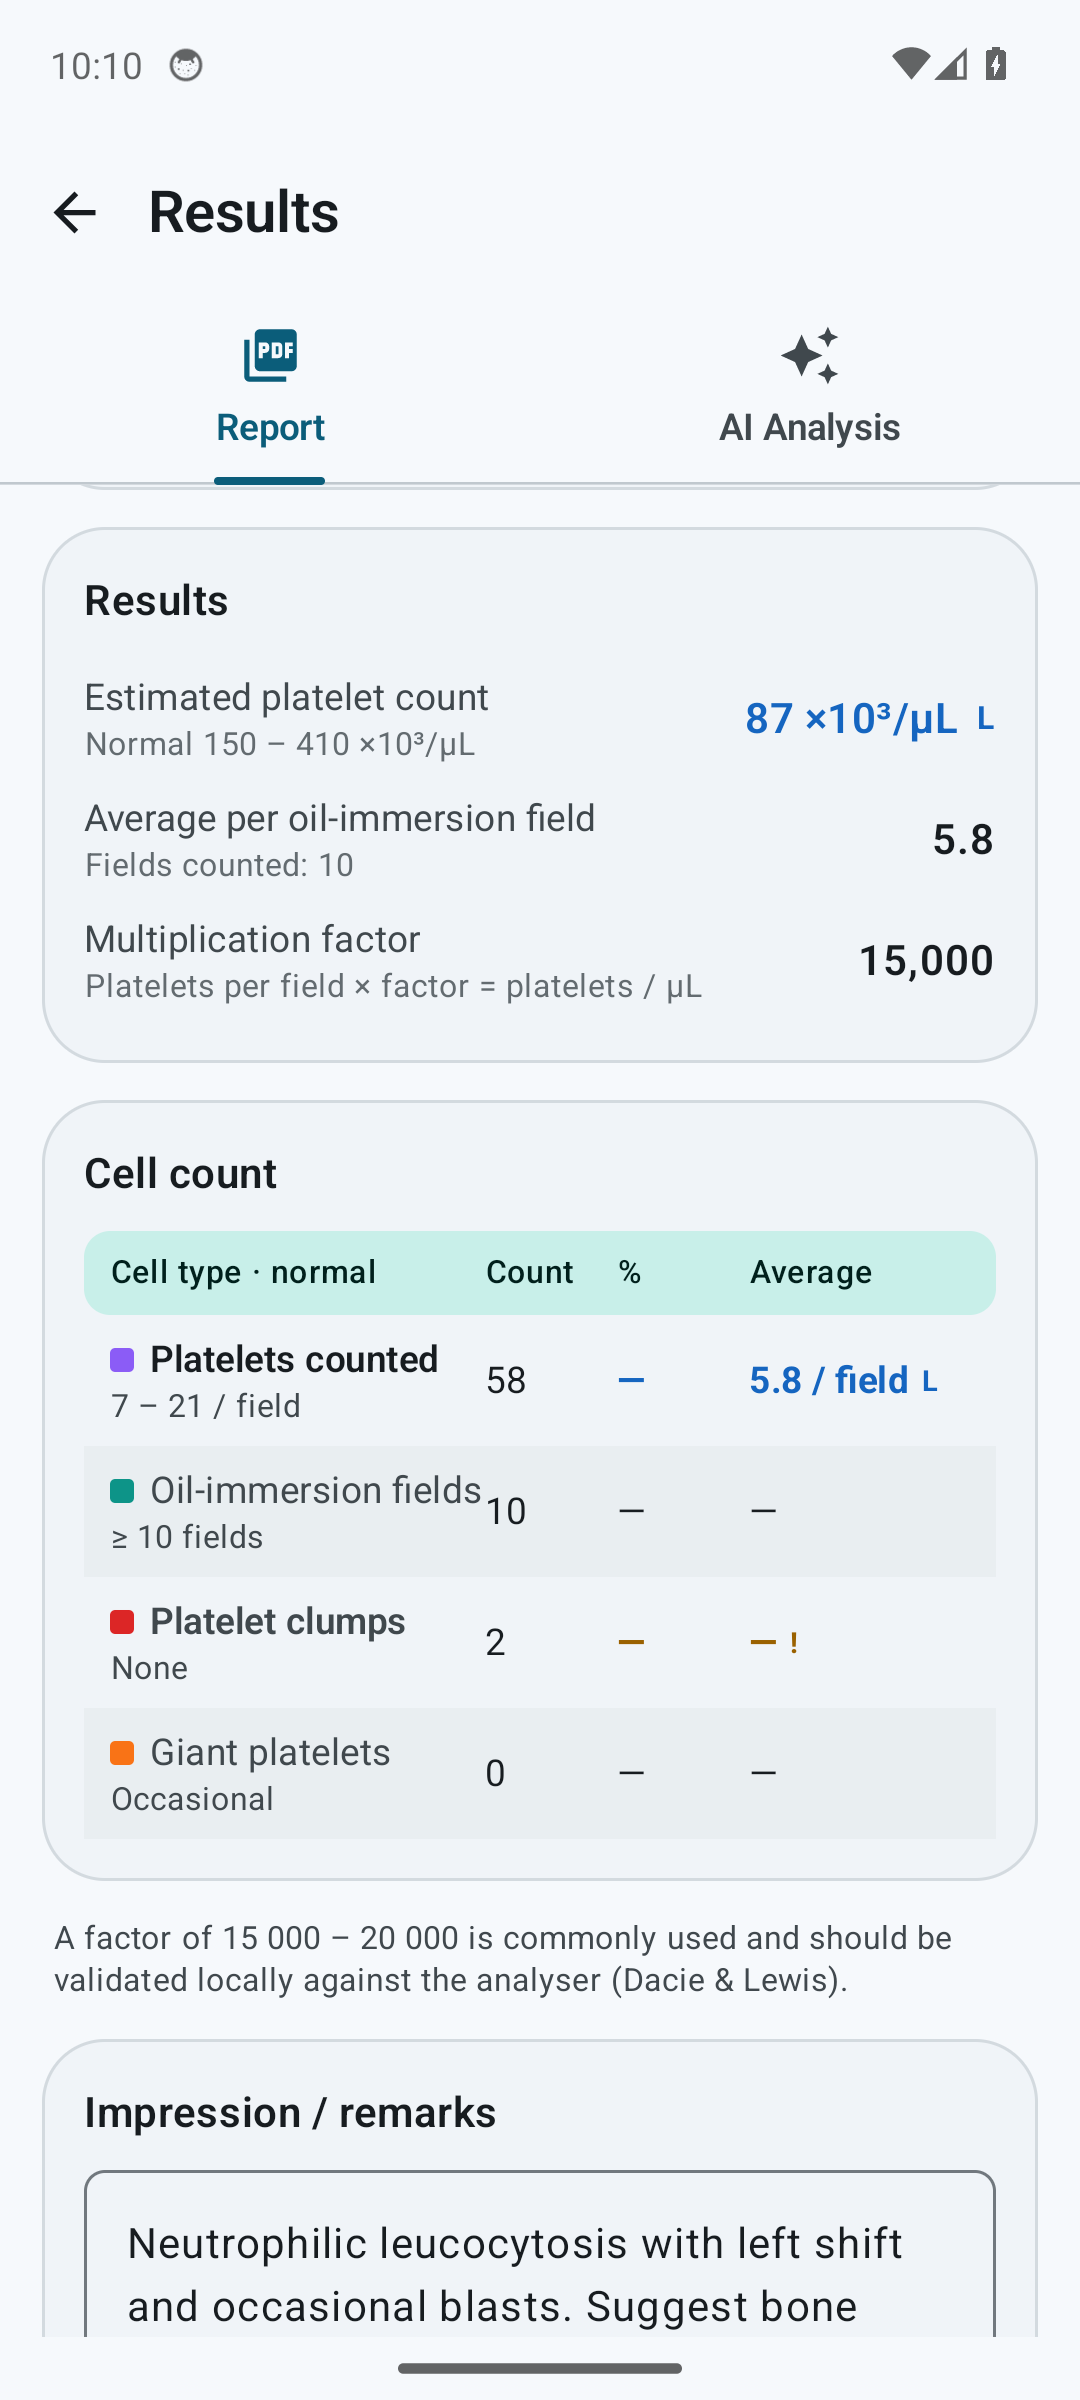 10:10
Results
PDF
Report
AI Analysis
Results
Estimated platelet count
Normal 150 – 410 ×10³/µL
87 ×10³/µL L
Average per oil-immersion field
Fields counted: 10
5.8
Multiplication factor
Platelets per field × factor = platelets / µL
15,000
Cell count
Cell type · normal Count % Average
Platelets counted
7 – 21 / field
58 — 5.8 / field L
Oil-immersion fields
≥ 10 fields
10 — —
Platelet clumps
None
2 — — !
Giant platelets
Occasional
0 — —
A factor of 15 000 – 20 000 is commonly used and should be
validated locally against the analyser (Dacie & Lewis).
Impression / remarks
Neutrophilic leucocytosis with left shift
and occasional blasts. Suggest bone